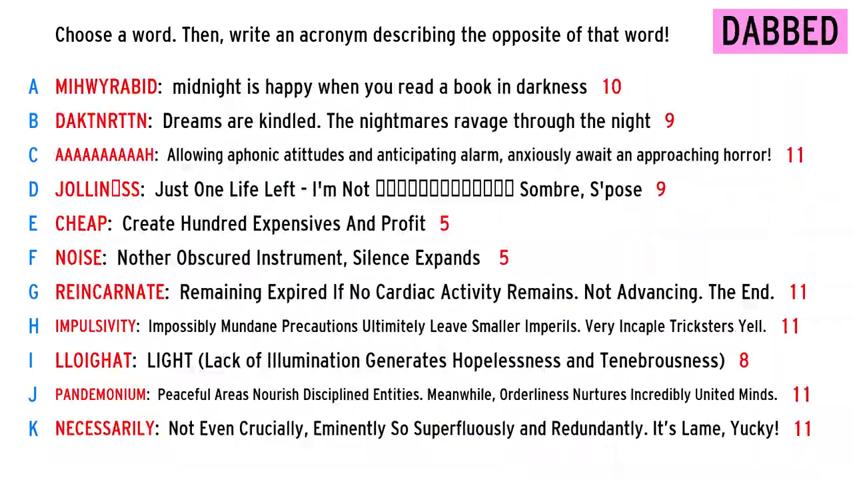 Choose a word. Then, write an acronym describing the opposite of that word!
DABBED
A MIHWYRABID: midnight is happy when you read a book in darkness 10
B DAKTNRTTN: Dreams are kindled. The nightmares ravage through the night 9
C AAAAAAAAAAH: Allowing aphonic atittudes and anticipating alarm, anxiously await an approaching horror! 11
D JOLLIN▯SS: Just One Life Left - I'm Not ▯▯▯▯▯▯▯▯▯▯▯▯▯▯ Sombre, S'pose 9
E CHEAP: Create Hundred Expensives And Profit 5
F NOISE: Nother Obscured Instrument, Silence Expands 5
G REINCARNATE: Remaining Expired If No Cardiac Activity Remains. Not Advancing. The End. 11
H IMPULSIVITY: Impossibly Mundane Precautions Ultimitely Leave Smaller Imperils. Very Incaple Tricksters Yell. 11
I LLOIGHAT: LIGHT (Lack of Illumination Generates Hopelessness and Tenebrousness) 8
J PANDEMONIUM: Peaceful Areas Nourish Disciplined Entities. Meanwhile, Orderliness Nurtures Incredibly United Minds. 11
K NECESSARILY: Not Even Crucially, Eminently So Superfluously and Redundantly. It's Lame, Yucky! 11